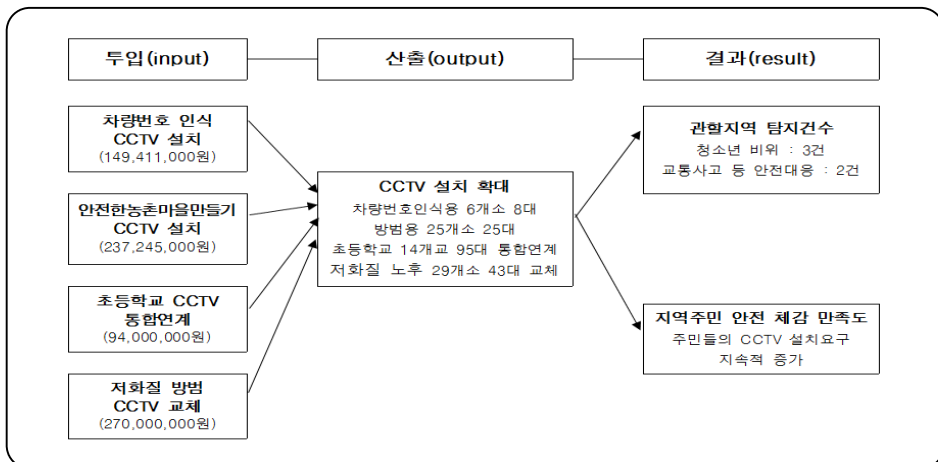 투입(input)
산출(output)
결과(result)
차량번호 인식
CCTV 설치
(149,411,000원)
안전한농촌마을만들기
CCTV 설치
(237,245,000원)
초등학교 CCTV
통합연계
(94,000,000원)
저화질 방범
CCTV 교체
(270,000,000원)
CCTV 설치 확대
차량번호인식용 6개소 8대
방범용 25개소 25대
초등학교 14개교 95대 통합연계
저화질 노후 29개소 43대 교체
관할지역 탐지건수
청소년 비위 : 3건
교통사고 등 안전대응 : 2건
지역주민 안전 체감 만족도
주민들의 CCTV 설치요구
지속적 증가